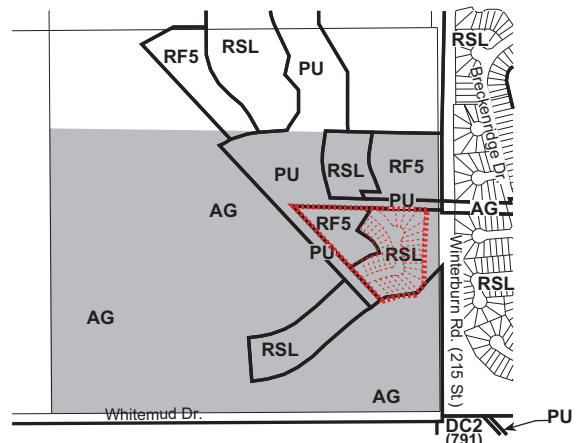 RSL
RSL
RF5
PU
Breckenridge Dr.
RSL
RF5
PU
PU
AG
AG
RF5
PU
RSL
Winterburn Rd. (215 St.)
RSL
AG
RSL
AG
Whitemud Dr.
DC2
(791)
PU